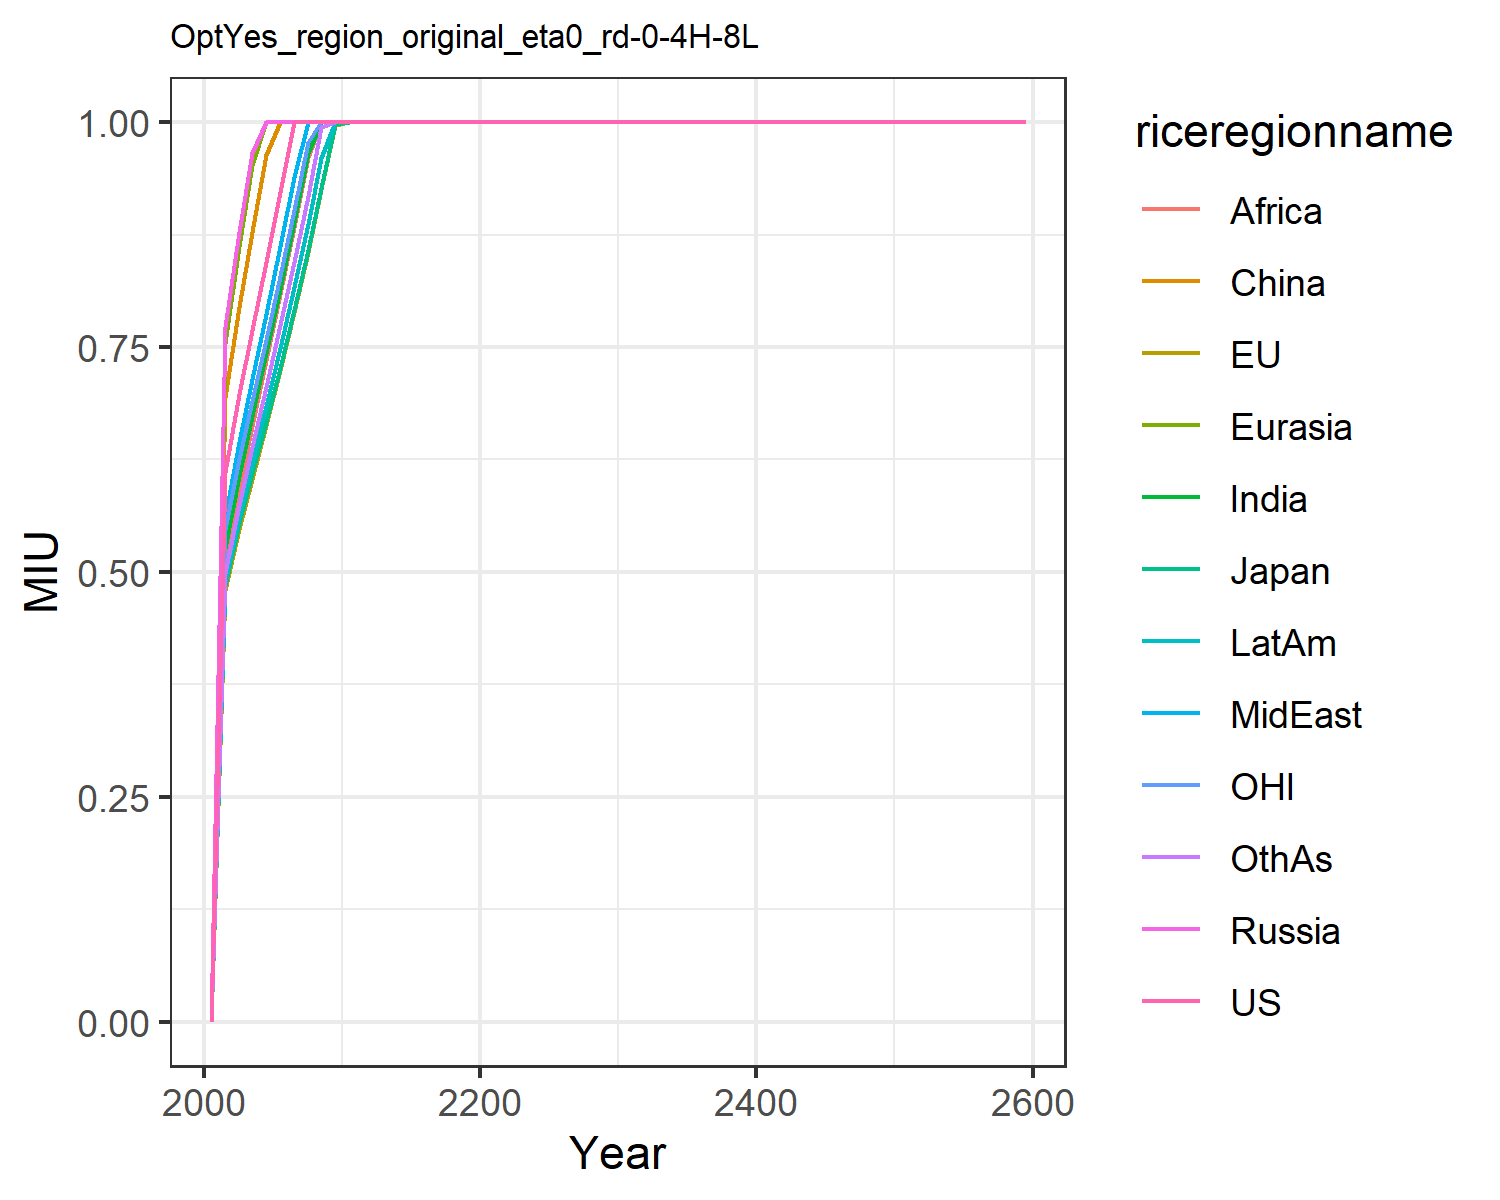 OptYes_region_original_eta0_rd-0-4H-8L
1.00
0.75
0.50
0.25
0.00
MIU
2000
2200
2400
2600
Year
riceregionname
Africa
China
EU
Eurasia
India
Japan
LatAm
MidEast
OHI
OthAs
Russia
US